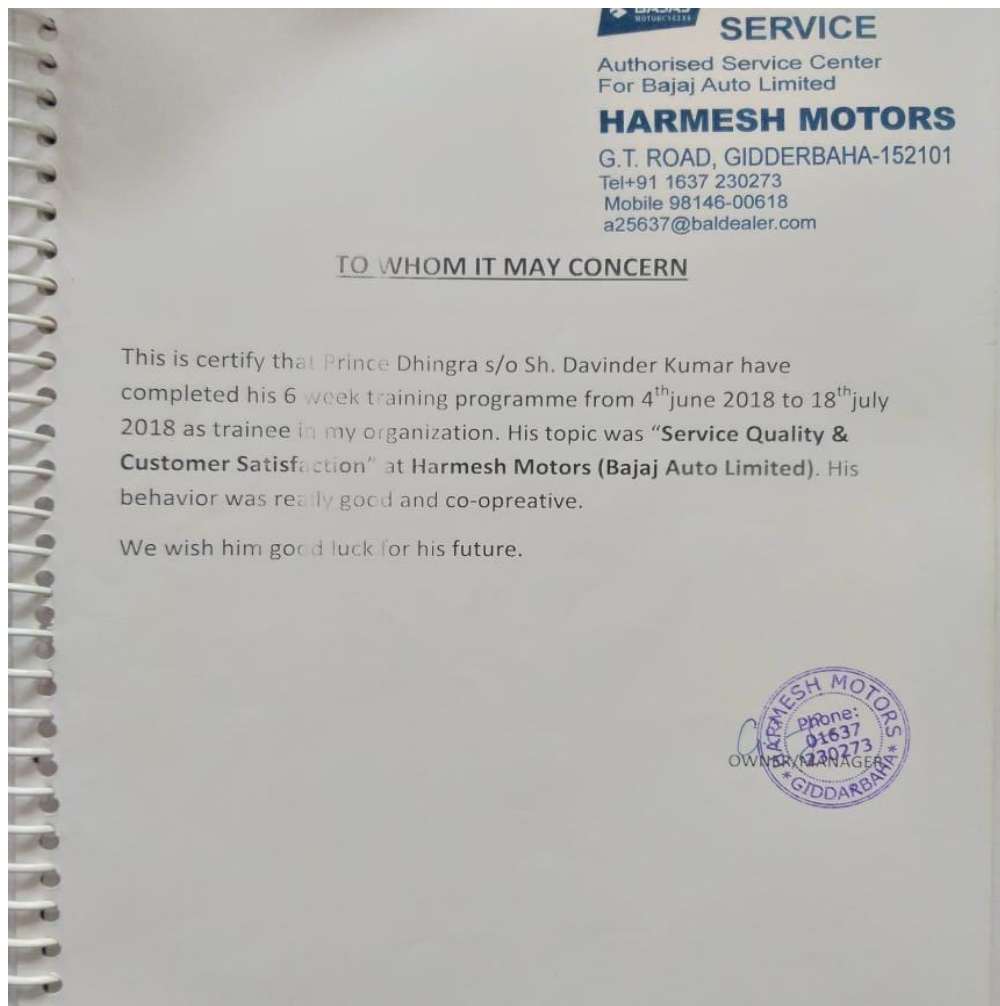 BAJAJ
MOTORCYCLES
SERVICE
Authorised Service Center
For Bajaj Auto Limited
HARMESH MOTORS
G.T. ROAD, GIDDERBAHA-152101
Tel+91 1637 230273
Mobile 98146-00618
a25637@baldealer.com
TO WHOM IT MAY CONCERN
This is certify that Prince Dhingra s/o Sh. Davinder Kumar have
completed his 6 week training programme from 4th june 2018 to 18th july
2018 as trainee in my organization. His topic was “Service Quality &
Customer Satisfaction” at Harmesh Motors (Bajaj Auto Limited). His
behavior was really good and co-opreative.
We wish him good luck for his future.
HARMESH MOTORS
Phone:
01637
230273
OWNER/MANAGER
* GIDDARBAHA *